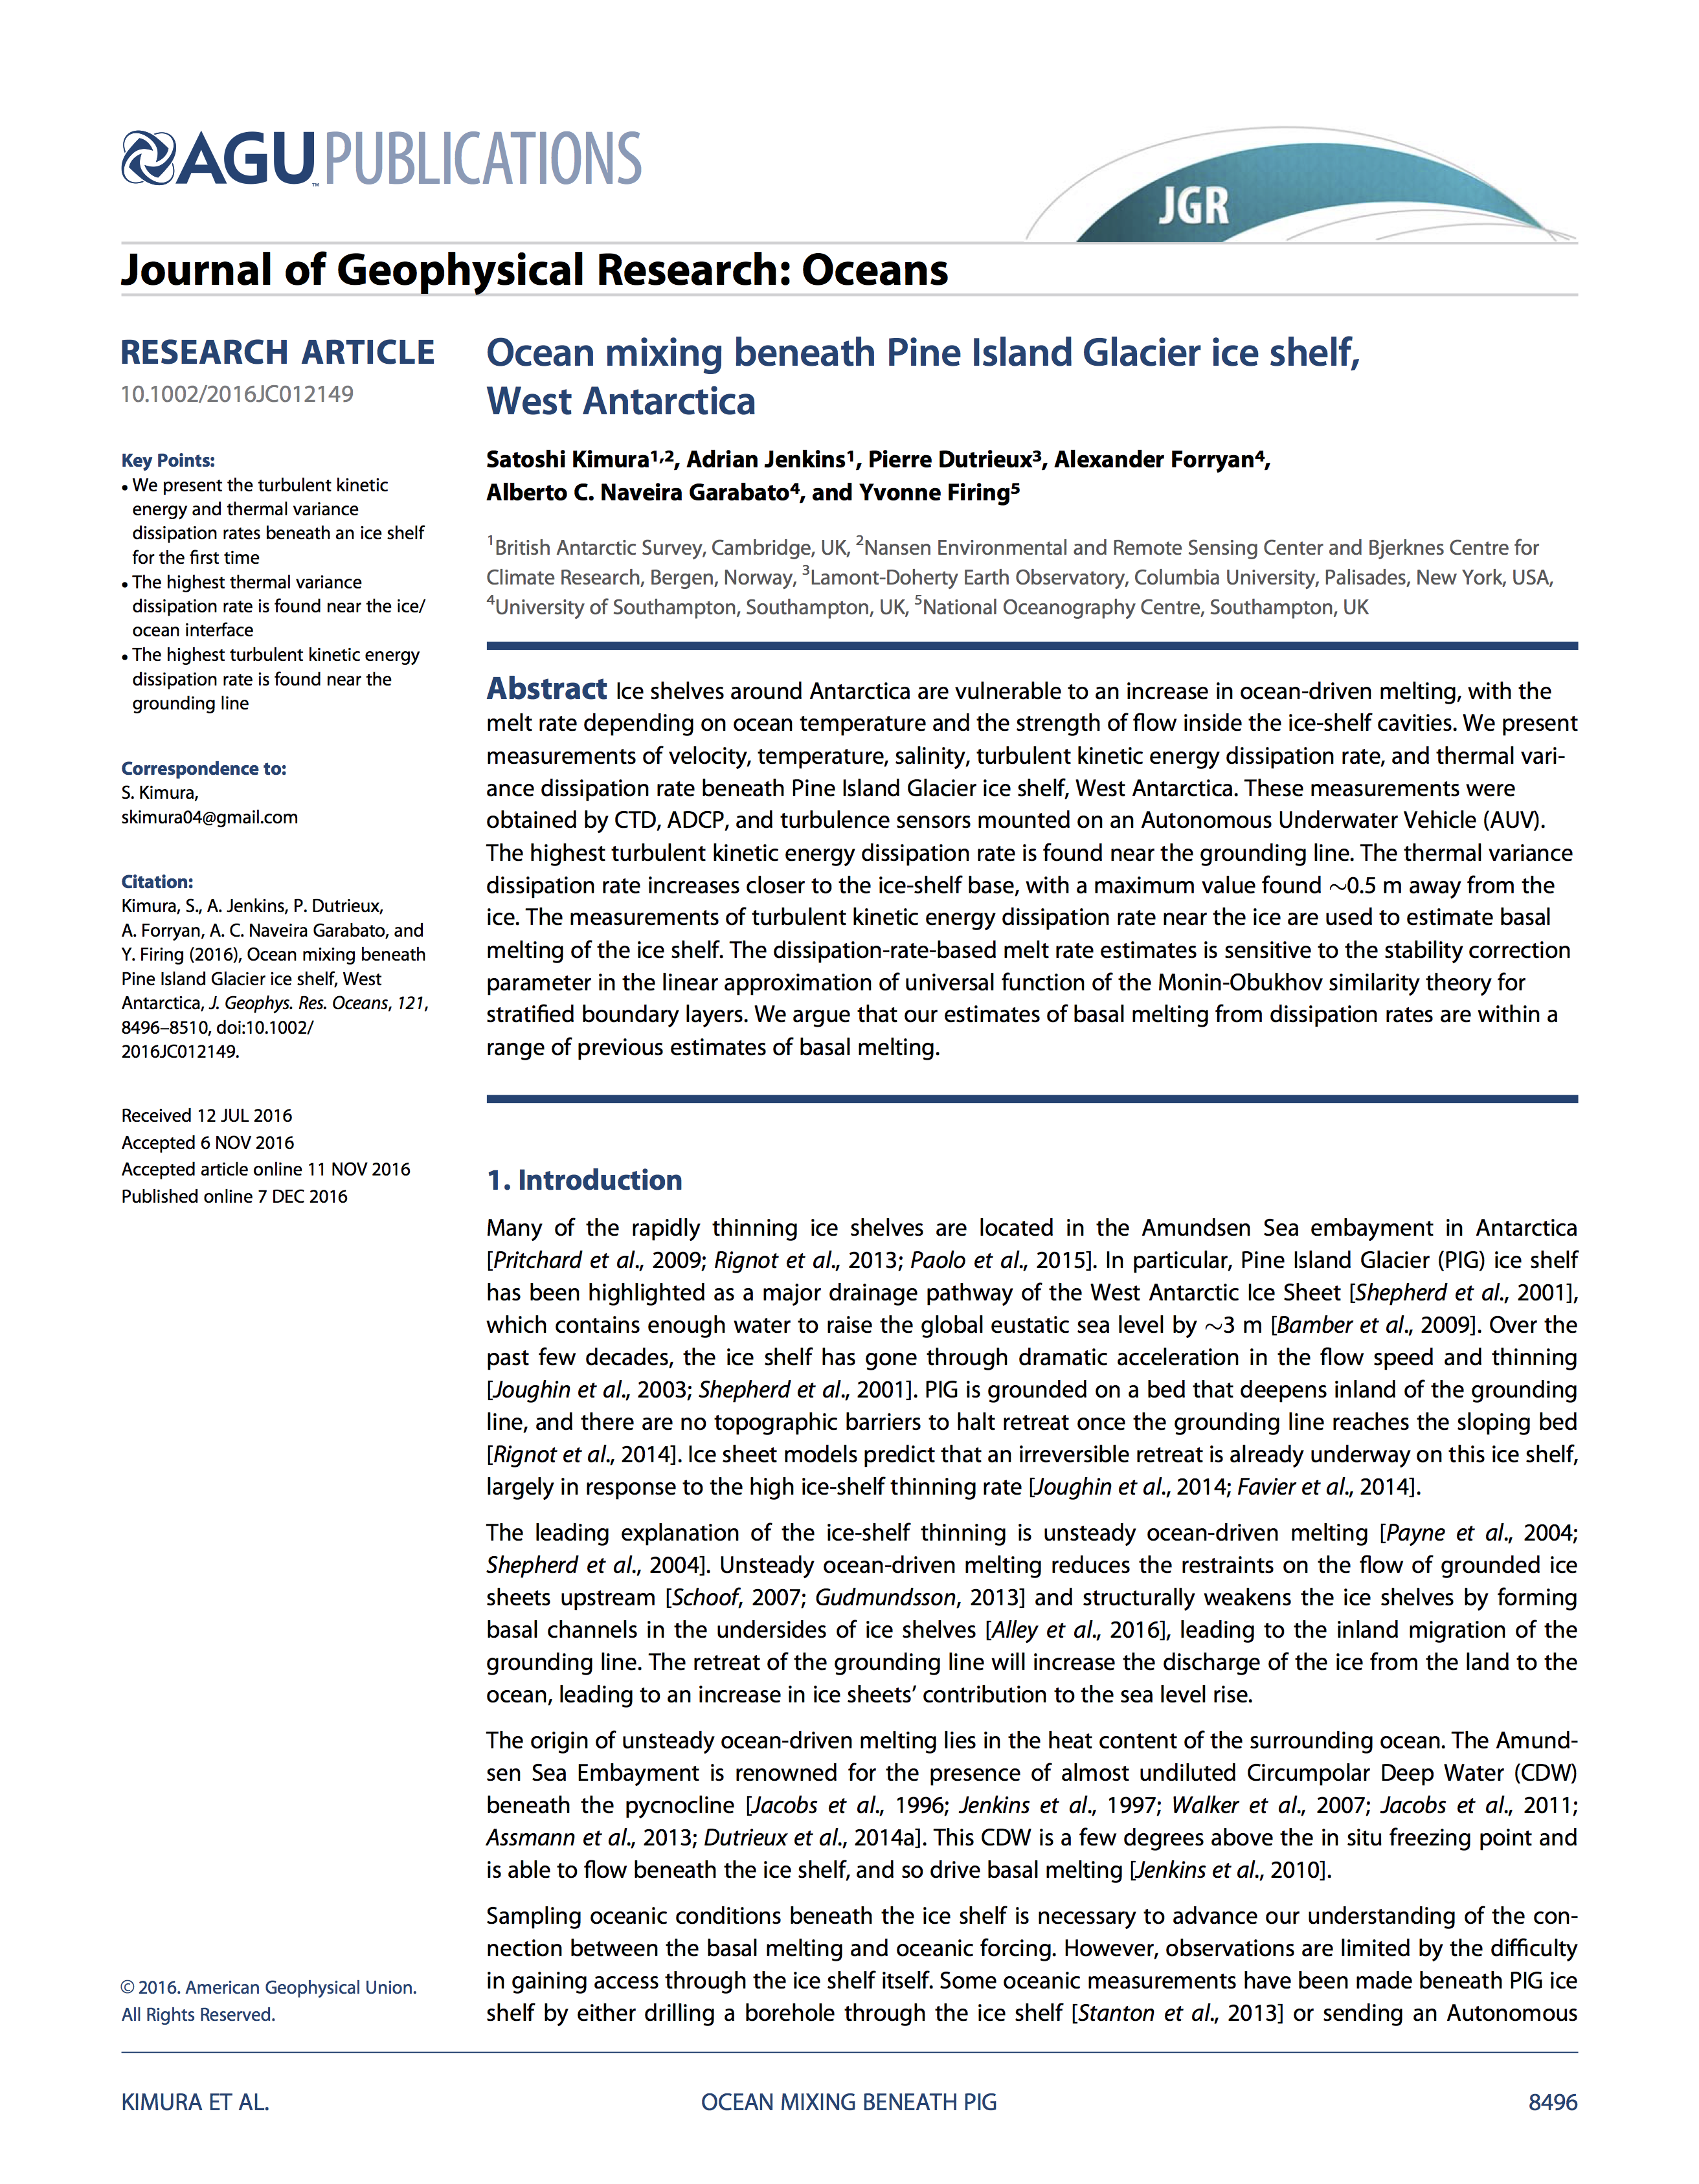 AGU PUBLICATIONS
JGR
Journal of Geophysical Research: Oceans
RESEARCH ARTICLE
10.1002/2016JC012149
Key Points:
• We present the turbulent kinetic
energy and thermal variance
dissipation rates beneath an ice shelf
for the first time
• The highest thermal variance
dissipation rate is found near the ice/
ocean interface
• The highest turbulent kinetic energy
dissipation rate is found near the
grounding line
Correspondence to:
S. Kimura,
skimura04@gmail.com
Citation:
Kimura, S., A. Jenkins, P. Dutrieux,
A. Forryan, A. C. Naveira Garabato, and
Y. Firing (2016), Ocean mixing beneath
Pine Island Glacier ice shelf, West
Antarctica, J. Geophys. Res. Oceans, 121,
8496–8510, doi:10.1002/
2016JC012149.
Received 12 JUL 2016
Accepted 6 NOV 2016
Accepted article online 11 NOV 2016
Published online 7 DEC 2016
© 2016. American Geophysical Union.
All Rights Reserved.
Ocean mixing beneath Pine Island Glacier ice shelf,
West Antarctica
Satoshi Kimura1,2, Adrian Jenkins1, Pierre Dutrieux3, Alexander Forryan4,
Alberto C. Naveira Garabato4, and Yvonne Firing5
1British Antarctic Survey, Cambridge, UK, 2Nansen Environmental and Remote Sensing Center and Bjerknes Centre for
Climate Research, Bergen, Norway, 3Lamont-Doherty Earth Observatory, Columbia University, Palisades, New York, USA,
4University of Southampton, Southampton, UK, 5National Oceanography Centre, Southampton, UK
Abstract Ice shelves around Antarctica are vulnerable to an increase in ocean-driven melting, with the
melt rate depending on ocean temperature and the strength of flow inside the ice-shelf cavities. We present
measurements of velocity, temperature, salinity, turbulent kinetic energy dissipation rate, and thermal vari-
ance dissipation rate beneath Pine Island Glacier ice shelf, West Antarctica. These measurements were
obtained by CTD, ADCP, and turbulence sensors mounted on an Autonomous Underwater Vehicle (AUV).
The highest turbulent kinetic energy dissipation rate is found near the grounding line. The thermal variance
dissipation rate increases closer to the ice-shelf base, with a maximum value found ~0.5 m away from the
ice. The measurements of turbulent kinetic energy dissipation rate near the ice are used to estimate basal
melting of the ice shelf. The dissipation-rate-based melt rate estimates is sensitive to the stability correction
parameter in the linear approximation of universal function of the Monin-Obukhov similarity theory for
stratified boundary layers. We argue that our estimates of basal melting from dissipation rates are within a
range of previous estimates of basal melting.
1. Introduction
Many of the rapidly thinning ice shelves are located in the Amundsen Sea embayment in Antarctica
[Pritchard et al., 2009; Rignot et al., 2013; Paolo et al., 2015]. In particular, Pine Island Glacier (PIG) ice shelf
has been highlighted as a major drainage pathway of the West Antarctic Ice Sheet [Shepherd et al., 2001],
which contains enough water to raise the global eustatic sea level by ~3 m [Bamber et al., 2009]. Over the
past few decades, the ice shelf has gone through dramatic acceleration in the flow speed and thinning
[Joughin et al., 2003; Shepherd et al., 2001]. PIG is grounded on a bed that deepens inland of the grounding
line, and there are no topographic barriers to halt retreat once the grounding line reaches the sloping bed
[Rignot et al., 2014]. Ice sheet models predict that an irreversible retreat is already underway on this ice shelf,
largely in response to the high ice-shelf thinning rate [Joughin et al., 2014; Favier et al., 2014].
The leading explanation of the ice-shelf thinning is unsteady ocean-driven melting [Payne et al., 2004;
Shepherd et al., 2004]. Unsteady ocean-driven melting reduces the restraints on the flow of grounded ice
sheets upstream [Schoof, 2007; Gudmundsson, 2013] and structurally weakens the ice shelves by forming
basal channels in the undersides of ice shelves [Alley et al., 2016], leading to the inland migration of the
grounding line. The retreat of the grounding line will increase the discharge of the ice from the land to the
ocean, leading to an increase in ice sheets’ contribution to the sea level rise.
The origin of unsteady ocean-driven melting lies in the heat content of the surrounding ocean. The Amund-
sen Sea Embayment is renowned for the presence of almost undiluted Circumpolar Deep Water (CDW)
beneath the pycnocline [Jacobs et al., 1996; Jenkins et al., 1997; Walker et al., 2007; Jacobs et al., 2011;
Assmann et al., 2013; Dutrieux et al., 2014a]. This CDW is a few degrees above the in situ freezing point and
is able to flow beneath the ice shelf, and so drive basal melting [Jenkins et al., 2010].
Sampling oceanic conditions beneath the ice shelf is necessary to advance our understanding of the con-
nection between the basal melting and oceanic forcing. However, observations are limited by the difficulty
in gaining access through the ice shelf itself. Some oceanic measurements have been made beneath PIG ice
shelf by either drilling a borehole through the ice shelf [Stanton et al., 2013] or sending an Autonomous
KIMURA ET AL.
OCEAN MIXING BENEATH PIG
8496